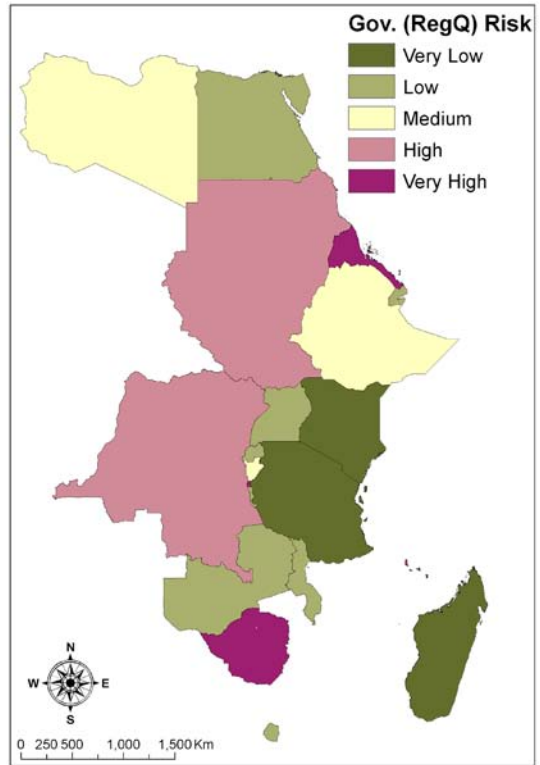 Gov. (RegQ) Risk
Very Low
Low
Medium
High
Very High
N
W E
S
0 250 500 1,000 1,500 Km